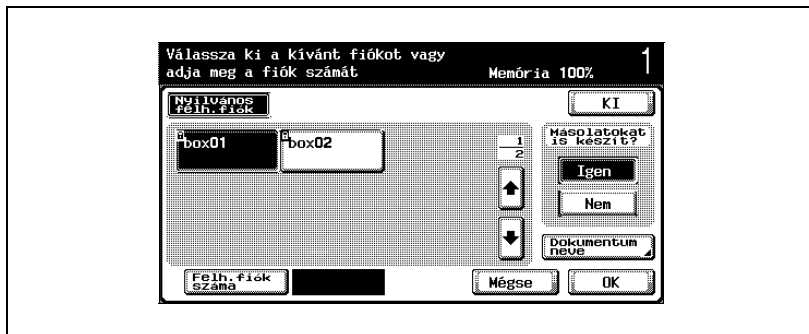 Válassza ki a kívánt fiókot vagy
adja meg a fiók számát
Memória 100%
1
Nyilvános
félh.fiók
KI
box01
box02
1
2
Másolatokat
is készít?
Igen
Nem
Dokumentum
neve
Felh.fiók
száma
Mégse
OK